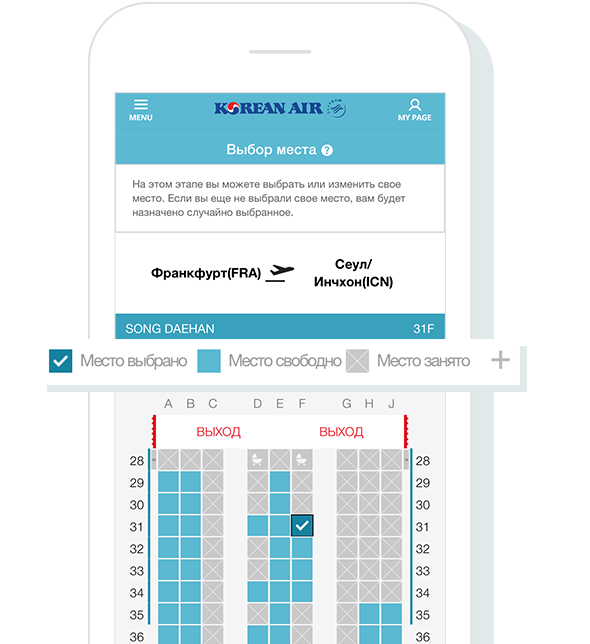 KOREAN AIR
MENU
MY PAGE
Выбор места ?
На этом этапе вы можете выбрать или изменить свое
место. Если вы еще не выбрали свое место, вам будет
назначено случайно выбранное.
Франкфурт(FRA)
Сеул/
Инчхон(ICN)
SONG DAEHAN 31F
Место выбрано Место свободно Место занято +
A B C D E F G H J
ВЫХОД ВЫХОД
28 28
29 29
30 30
31 31
32 32
33 33
34 34
35 35
36 36